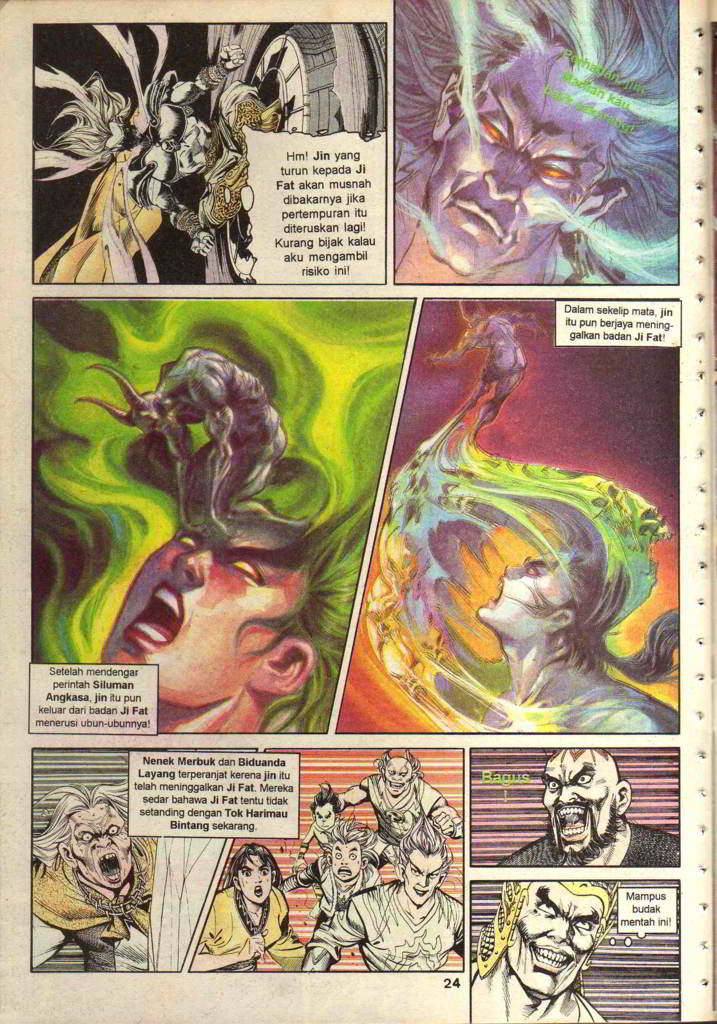 Hm! Jin yang
turun kepada Ji
Fat akan musnah
dibakarnya jika
pertempuran itu
diteruskan lagi!
Kurang bijak kalau
aku mengambil
risiko ini!
jin!
kau
Dalam sekelip mata, jin
itu pun berjaya mening-
galkan badan Ji Fat!
Setelah mendengar
perintah Siluman
Angkasa, jin itu pun
keluar dari badan Ji Fat
menerusi ubun-ubunnya!
Nenek Merbuk dan Biduanda
Layang terperanjat kerena jin itu
telah meninggalkan Ji Fat. Mereka
sedar bahawa Ji Fat tentu tidak
setanding dengan Tok Harimau
Bintang sekarang.
Bagus
!
Mampus
budak
mentah ini!
24